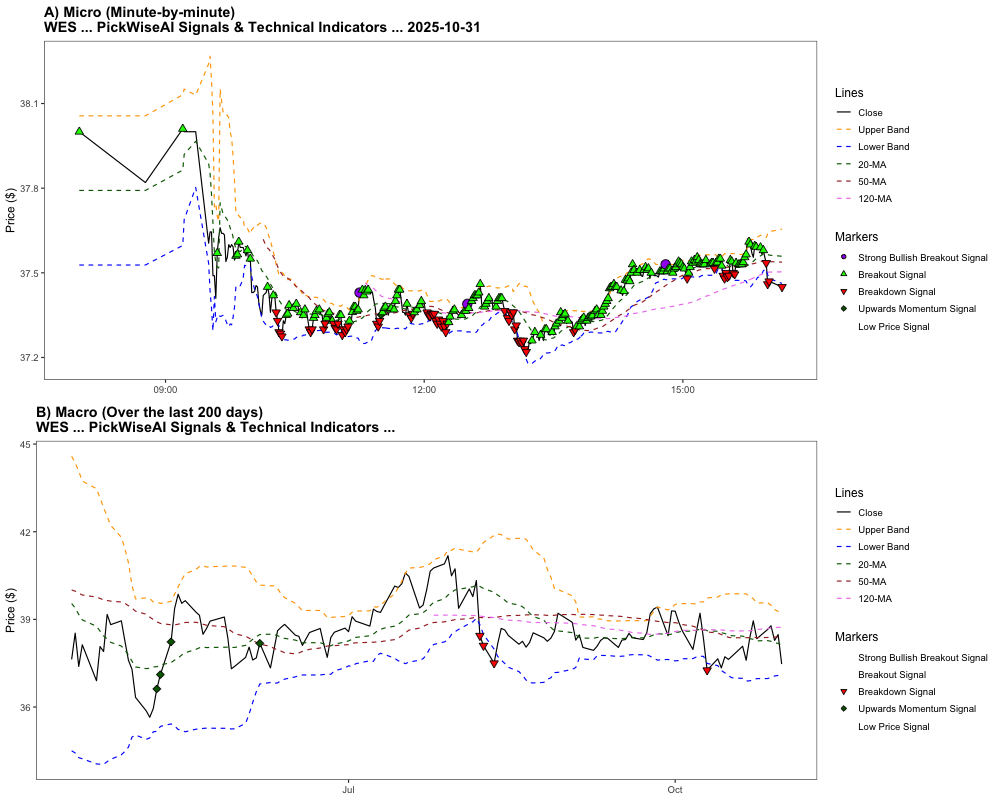 A) Micro (Minute-by-minute)
WES ... PickWiseAI Signals & Technical Indicators ... 2025-10-31
Price ($)
38.1
37.8
37.5
37.2
09:00
12:00
15:00
Lines
Close
Upper Band
Lower Band
20-MA
50-MA
120-MA
Markers
Strong Bullish Breakout Signal
Breakout Signal
Breakdown Signal
Upwards Momentum Signal
Low Price Signal
B) Macro (Over the last 200 days)
WES ... PickWiseAI Signals & Technical Indicators ...
Price ($)
45
42
39
36
Jul
Oct
Lines
Close
Upper Band
Lower Band
20-MA
50-MA
120-MA
Markers
Strong Bullish Breakout Signal
Breakout Signal
Breakdown Signal
Upwards Momentum Signal
Low Price Signal